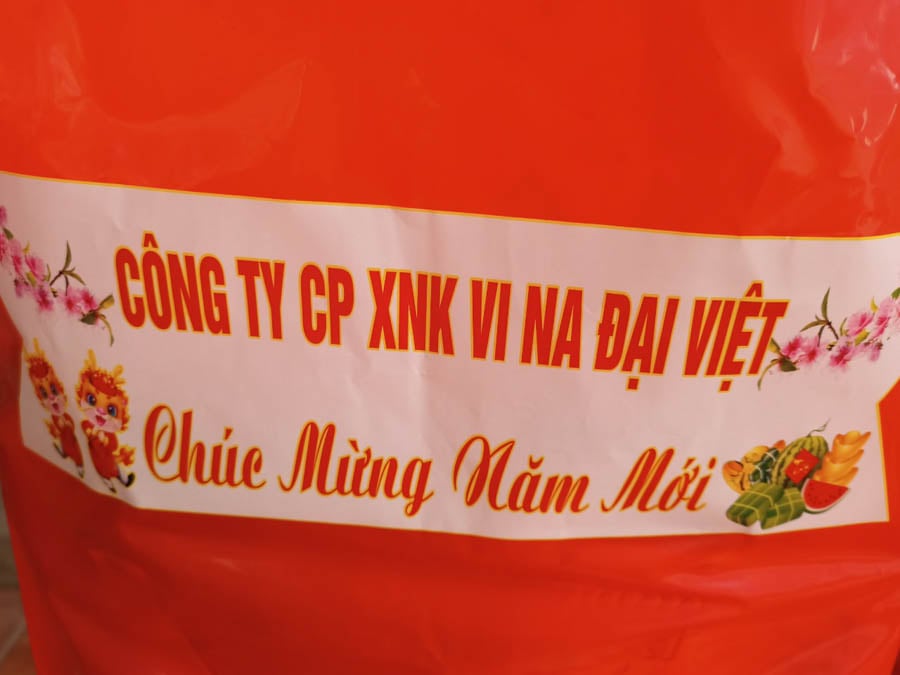 CÔNG TY CP XNK VI NA ĐẠI VIỆT
Chúc Mừng Năm Mới